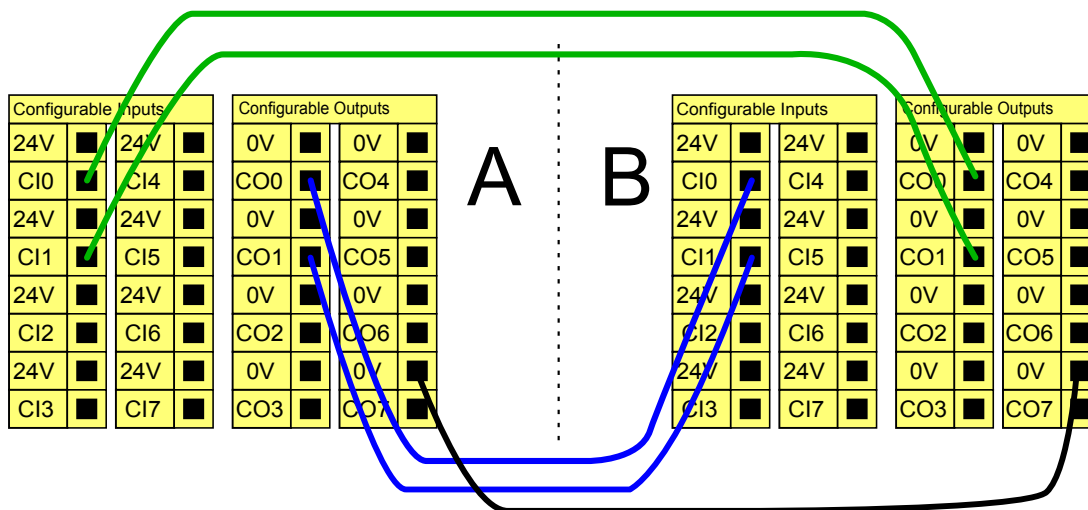 Configurable Inputs
24V 24V
CI0 CI4
24V 24V
CI1 CI5
24V 24V
CI2 CI6
24V 24V
CI3 CI7
Configurable Outputs
0V 0V
CO0 CO4
0V 0V
CO1 CO5
0V 0V
CO2 CO6
0V 0V
CO3 CO7
A
B
Configurable Inputs
24V 24V
CI0 CI4
24V 24V
CI1 CI5
24V 24V
CI2 CI6
24V 24V
CI3 CI7
Configurable Outputs
0V 0V
CO0 CO4
0V 0V
CO1 CO5
0V 0V
CO2 CO6
0V 0V
CO3 CO7